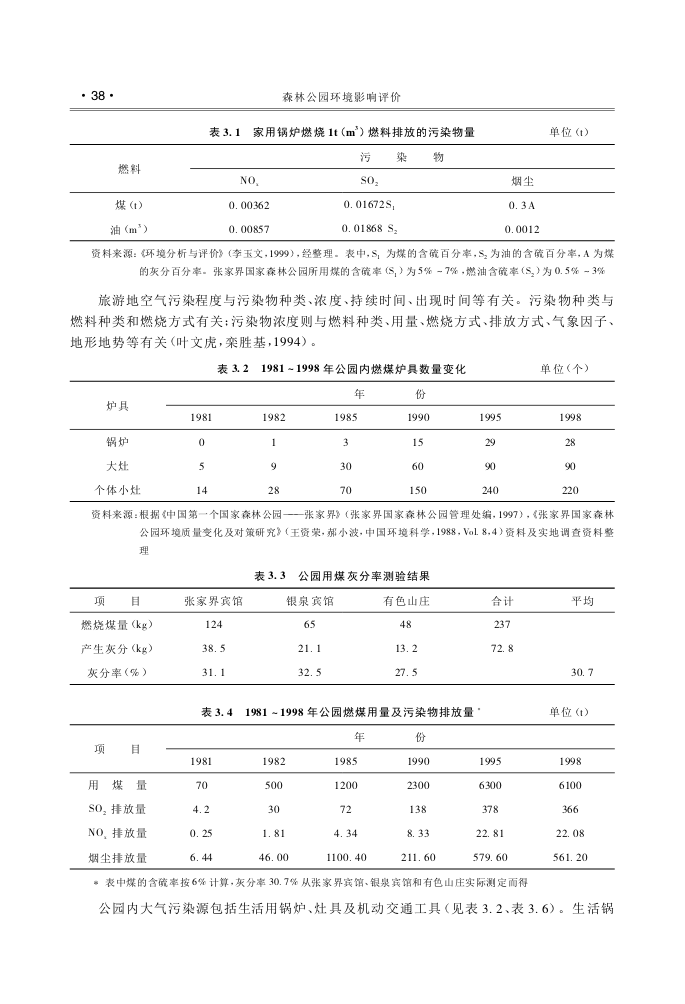 ·38· 森林公园环境影响评价
表 3.1 家用锅炉燃烧 1t(m³)燃料排放的污染物量 单位(t)
燃料 污 染 物
NOₓ SO₂ 烟尘
煤(t) 0.00362 0.01672S₁ 0.3A
油(m³) 0.00857 0.01868 S₂ 0.0012
资料来源:《环境分析与评价》(李玉文,1999),经整理。表中,S₁ 为煤的含硫百分率,S₂ 为油的含硫百分率,A 为煤
的灰分百分率。张家界国家森林公园所用煤的含硫率(S₁)为 5% ~7%,燃油含硫率(S₂)为 0.5% ~3%
旅游地空气污染程度与污染物种类、浓度、持续时间、出现时间等有关。污染物种类与
燃料种类和燃烧方式有关;污染物浓度则与燃料种类、用量、燃烧方式、排放方式、气象因子、
地形地势等有关(叶文虎,栾胜基,1994)。
表 3.2 1981 ~1998 年公园内燃煤炉具数量变化 单位(个)
炉具 年 份
1981 1982 1985 1990 1995 1998
锅炉 0 1 3 15 29 28
大灶 5 9 30 60 90 90
个体小灶 14 28 70 150 240 220
资料来源:根据《中国第一个国家森林公园——张家界》(张家界国家森林公园管理处编,1997),《张家界国家森林
公园环境质量变化及对策研究》(王资荣,郝小波,中国环境科学,1988,Vol. 8,4)资料及实地调查资料整
理
表 3.3 公园用煤灰分率测验结果
项 目 张家界宾馆 银泉宾馆 有色山庄 合计 平均
燃烧煤量(kg) 124 65 48 237
产生灰分(kg) 38.5 21.1 13.2 72.8
灰分率(%) 31.1 32.5 27.5 30.7
表 3.4 1981 ~1998 年公园燃煤用量及污染物排放量* 单位(t)
项 目 年 份
1981 1982 1985 1990 1995 1998
用 煤 量 70 500 1200 2300 6300 6100
SO₂ 排放量 4.2 30 72 138 378 366
NOₓ 排放量 0.25 1.81 4.34 8.33 22.81 22.08
烟尘排放量 6.44 46.00 1100.40 211.60 579.60 561.20
* 表中煤的含硫率按 6% 计算,灰分率 30.7% 从张家界宾馆、银泉宾馆和有色山庄实际测定而得
公园内大气污染源包括生活用锅炉、灶具及机动交通工具(见表 3.2、表 3.6)。生活锅